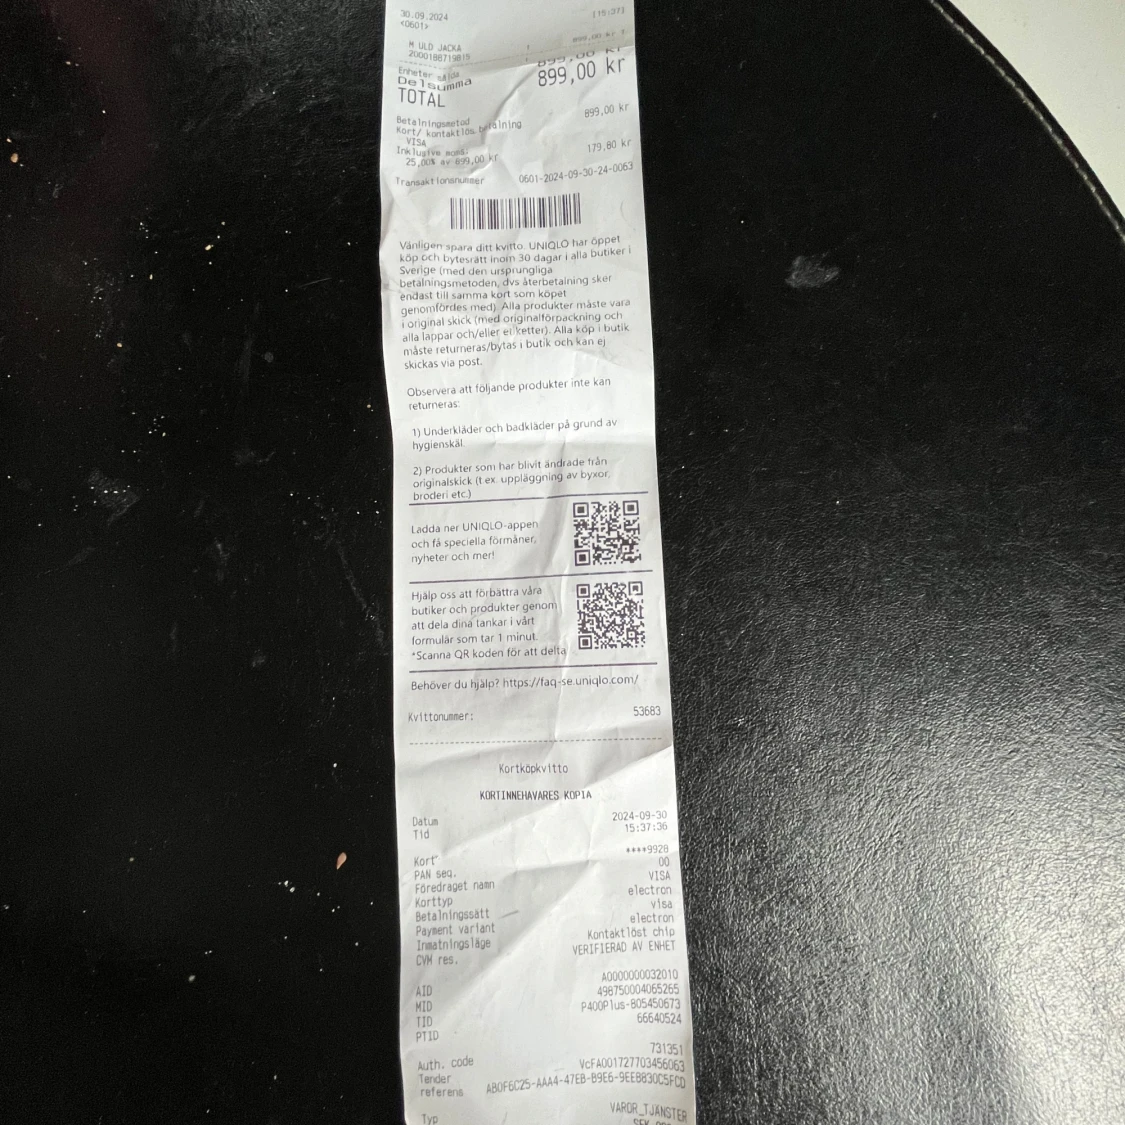 30.09.2024 [15:37]
<0601>
M ULD JACKA 1 899,00 kr
2000188719815
Enheter sålda
Delsumma 899,00 kr
TOTAL 899,00 kr
Betalningsmetod
Kort/ kontaktlös betalning 899,00 kr
VISA
Inklusive moms:
25,00% av 899,00 kr 179,80 kr
Transaktionsnummer 0601-2024-09-30-24-0063
Vänligen spara ditt kvitto. UNIQLO har öppet
köp och bytesrätt inom 30 dagar i alla butiker i
Sverige (med den ursprungliga
betalningsmetoden, dvs återbetalning sker
endast till samma kort som köpet
genomfördes med). Alla produkter måste vara
i original skick (med originalförpackning och
alla lappar och/eller etiketter). Alla köp i butik
måste returneras/bytas i butik och kan ej
skickas via post.
Observera att följande produkter inte kan
returneras:
1) Underkläder och badkläder på grund av
hygienskäl.
2) Produkter som har blivit ändrade från
originalskick (t.ex. uppläggning av byxor,
broderi etc.)
Ladda ner UNIQLO-appen
och få speciella förmåner,
nyheter och mer!
Hjälp oss att förbättra våra
butiker och produkter genom
att dela dina tankar i vårt
formulär som tar 1 minut.
*Scanna QR koden för att delta
Behöver du hjälp? https://faq-se.uniqlo.com/
Kvittonummer: 53683
Kortköpkvitto
KORTINNEHAVARES KOPIA
Datum 2024-09-30
Tid 15:37:36
Kort ****9928
PAN seq. 00
Föredraget namn VISA
Korttyp electron
Betalningssätt visa
Payment variant electron
Inmatningsläge Kontaktlöst chip
CVM res. VERIFIERAD AV ENHET
AID A0000000032010
MID 498750004065265
TID P400Plus-805450673
PTID 66640524
Auth. code 731351
Tender VcFA001727703456063
referens AB0F6C25-AAA4-47EB-B9E6-9EEB830C5FCD
Typ VAROR_TJÄNSTER